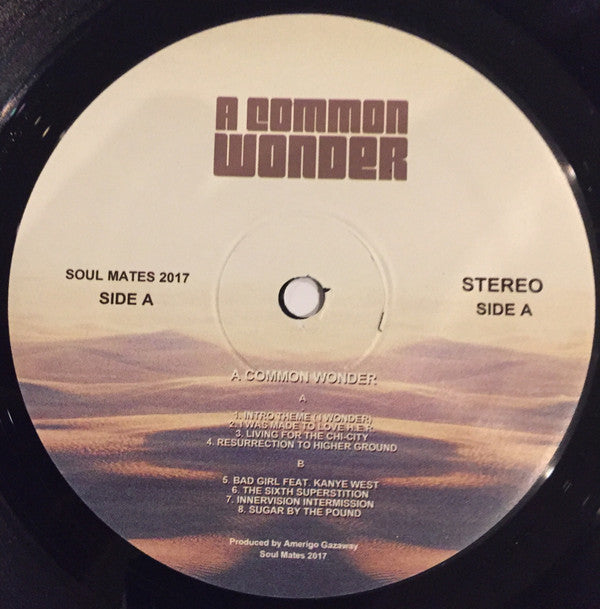 A COMMON
WONDER
SOUL MATES 2017
SIDE A
STEREO
SIDE A
A COMMON WONDER
A
1. INTRO THEME (I WONDER)
2. I WAS MADE TO LOVE H.E.R
3. LIVING FOR THE CHI-CITY
4. RESURRECTION TO HIGHER GROUND
B
5. BAD GIRL FEAT. KANYE WEST
6. THE SIXTH SUPERSTITION
7. INNERVISION INTERMISSION
8. SUGAR BY THE POUND
Produced by Amerigo Gazaway
Soul Mates 2017